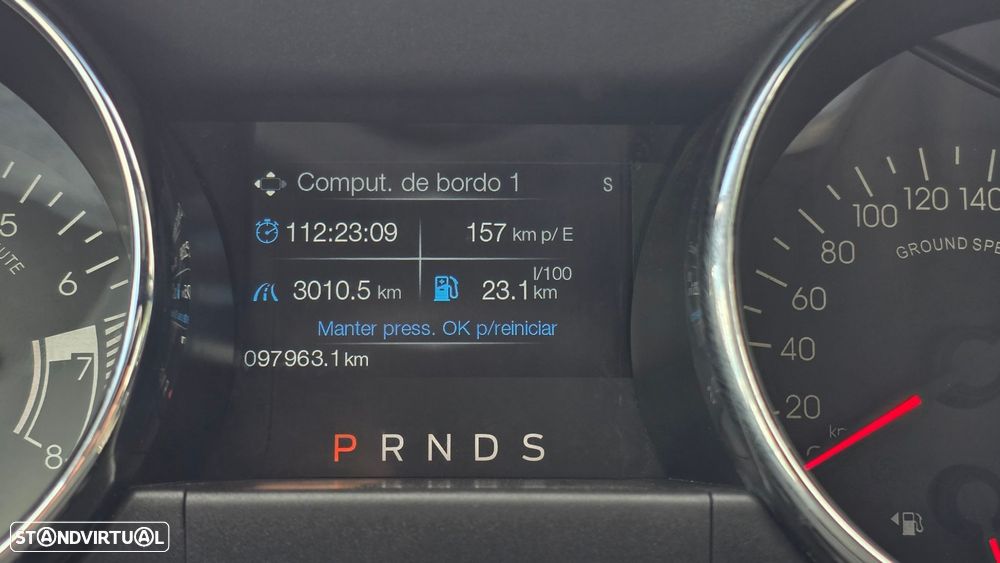 Comput. de bordo 1 S
112:23:09 157 km p/ E
3010.5 km 23.1 l/100 km
Manter press. OK p/reiniciar
097963.1 km
P R N D S
5
6
7
8
20
40
60
80
100
120
140
GROUND SPE
STANDVIRTUAL